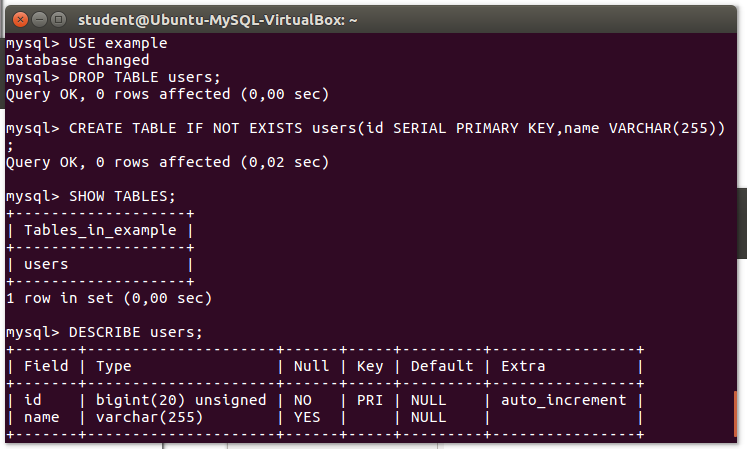 student@Ubuntu-MySQL-VirtualBox: ~
mysql> USE example
Database changed
mysql> DROP TABLE users;
Query OK, 0 rows affected (0,00 sec)

mysql> CREATE TABLE IF NOT EXISTS users(id SERIAL PRIMARY KEY,name VARCHAR(255))
;
Query OK, 0 rows affected (0,02 sec)

mysql> SHOW TABLES;
+-------------------+
| Tables_in_example |
+-------------------+
| users             |
+-------------------+
1 row in set (0,00 sec)

mysql> DESCRIBE users;
+-------+---------------------+------+-----+---------+----------------+
| Field | Type                | Null | Key | Default | Extra          |
+-------+---------------------+------+-----+---------+----------------+
| id    | bigint(20) unsigned | NO   | PRI | NULL    | auto_increment |
| name  | varchar(255)        | YES  |     | NULL    |                |
+-------+---------------------+------+-----+---------+----------------+